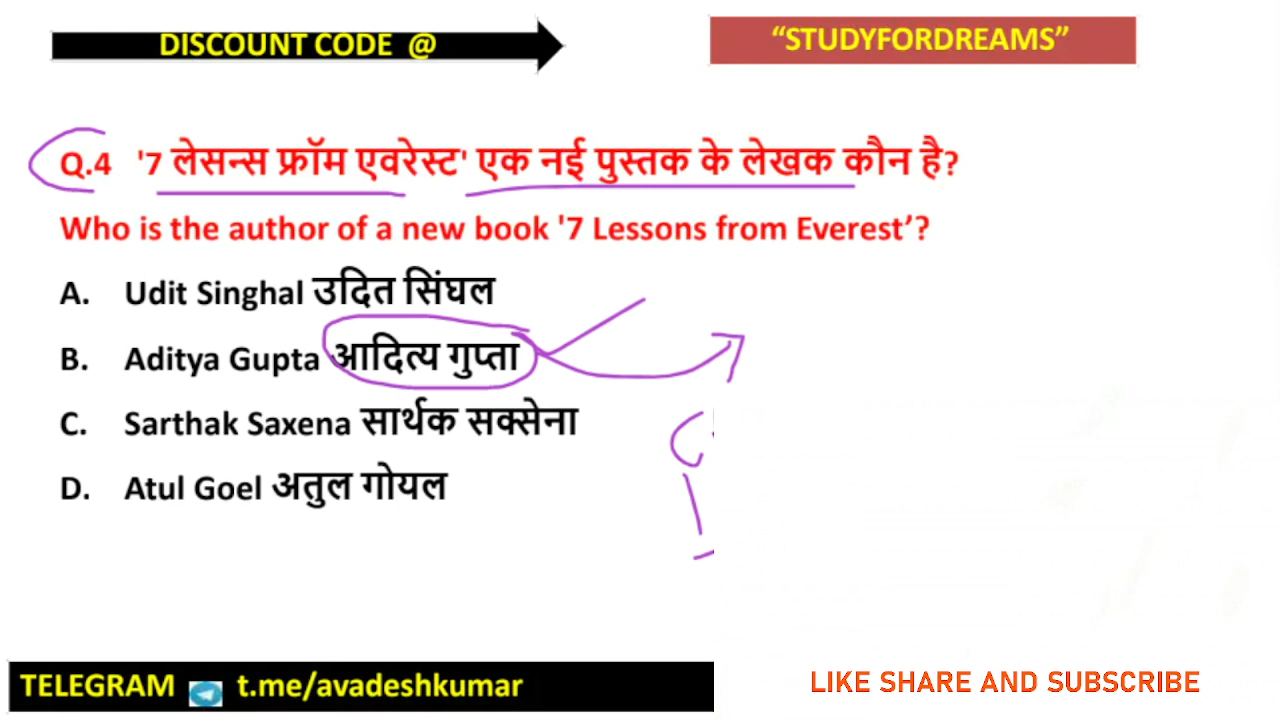 DISCOUNT CODE @
“STUDYFORDREAMS”
Q.4 '7 लेसन्स फ्रॉम एवरेस्ट' एक नई पुस्तक के लेखक कौन है?
Who is the author of a new book '7 Lessons from Everest’?
A. Udit Singhal उदित सिंघल
B. Aditya Gupta आदित्य गुप्ता
C. Sarthak Saxena सार्थक सक्सेना
D. Atul Goel अतुल गोयल
TELEGRAM t.me/avadeshkumar
LIKE SHARE AND SUBSCRIBE